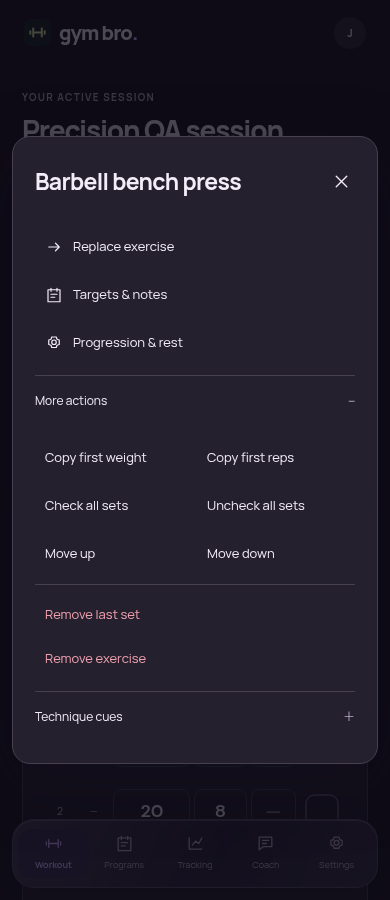 gym bro.
J
YOUR ACTIVE SESSION
Precision QA session
Barbell bench press
Replace exercise
Targets & notes
Progression & rest
More actions −
Copy first weight Copy first reps
Check all sets Uncheck all sets
Move up Move down
Remove last set
Remove exercise
Technique cues +
2 – 20 8 —
Workout Programs Tracking Coach Settings